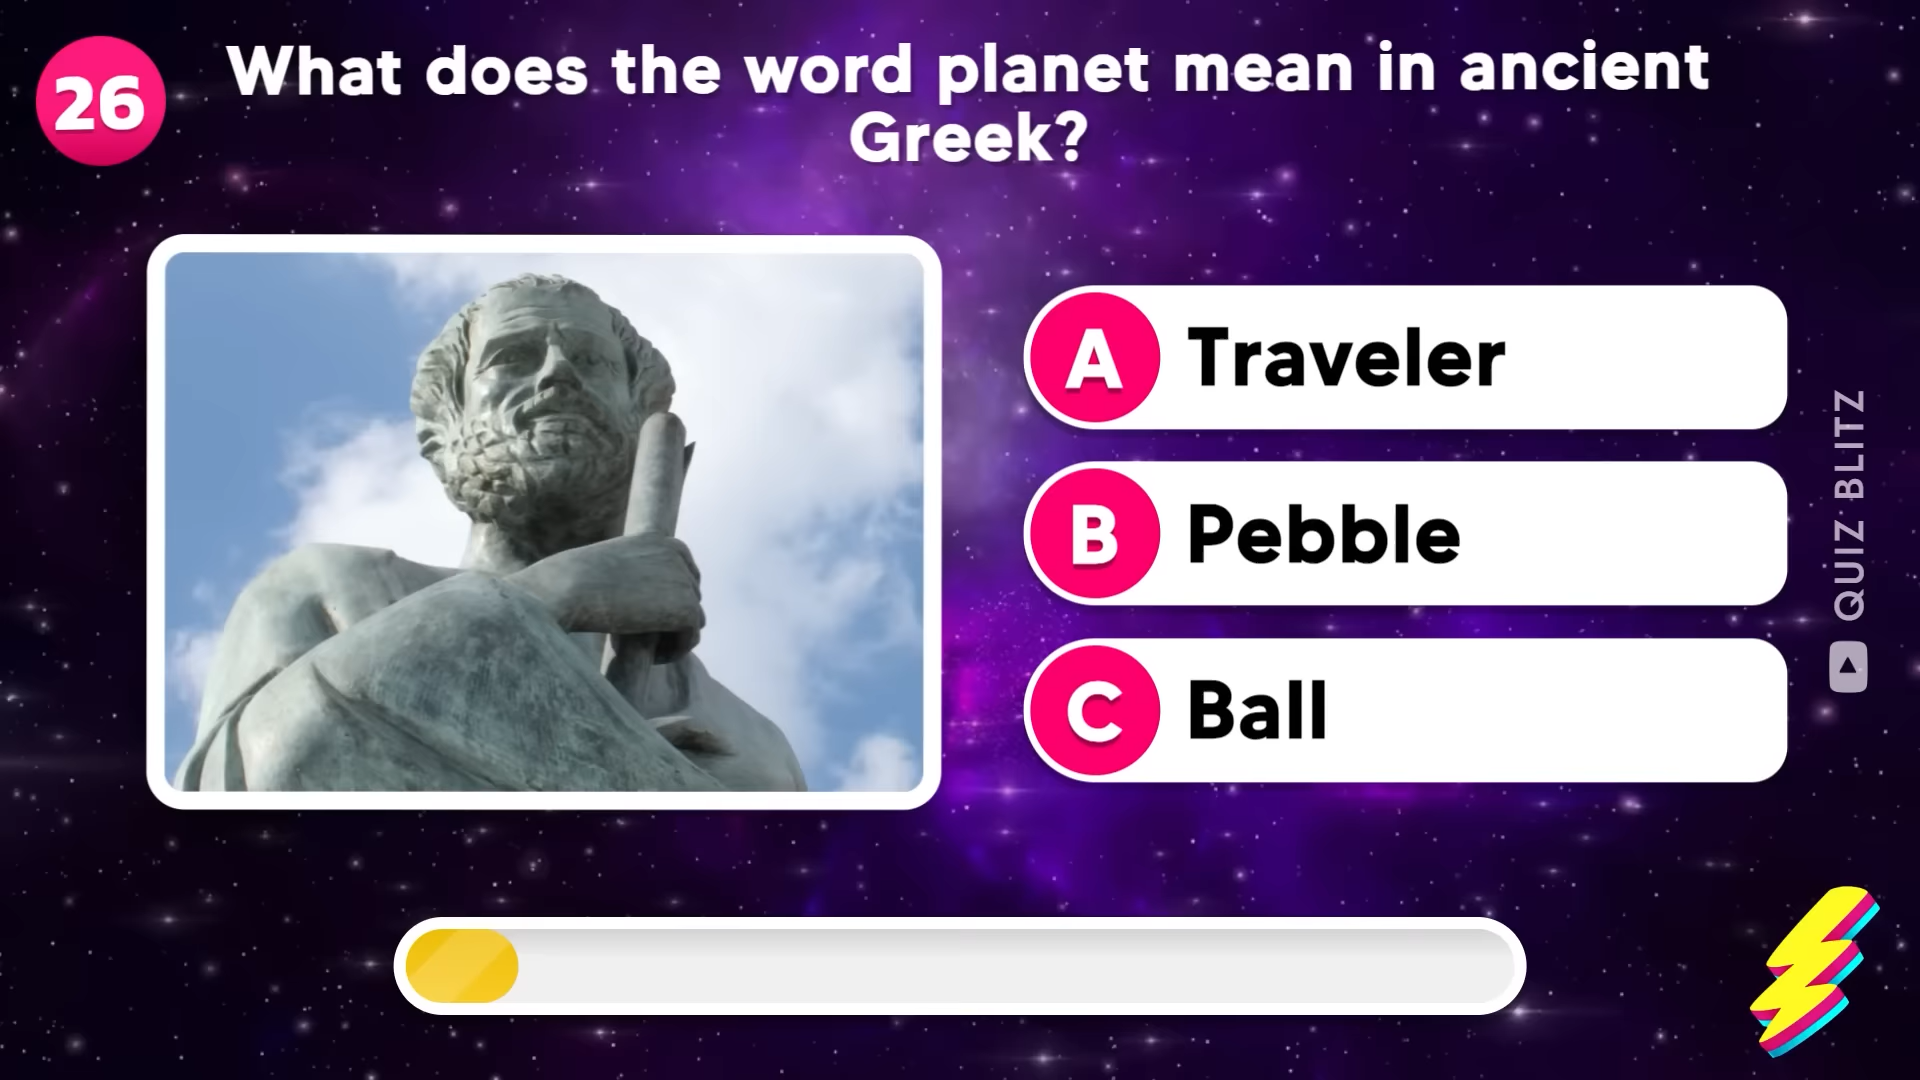 26
What does the word planet mean in ancient
Greek?
A Traveler
B Pebble
C Ball
QUIZ BLITZ